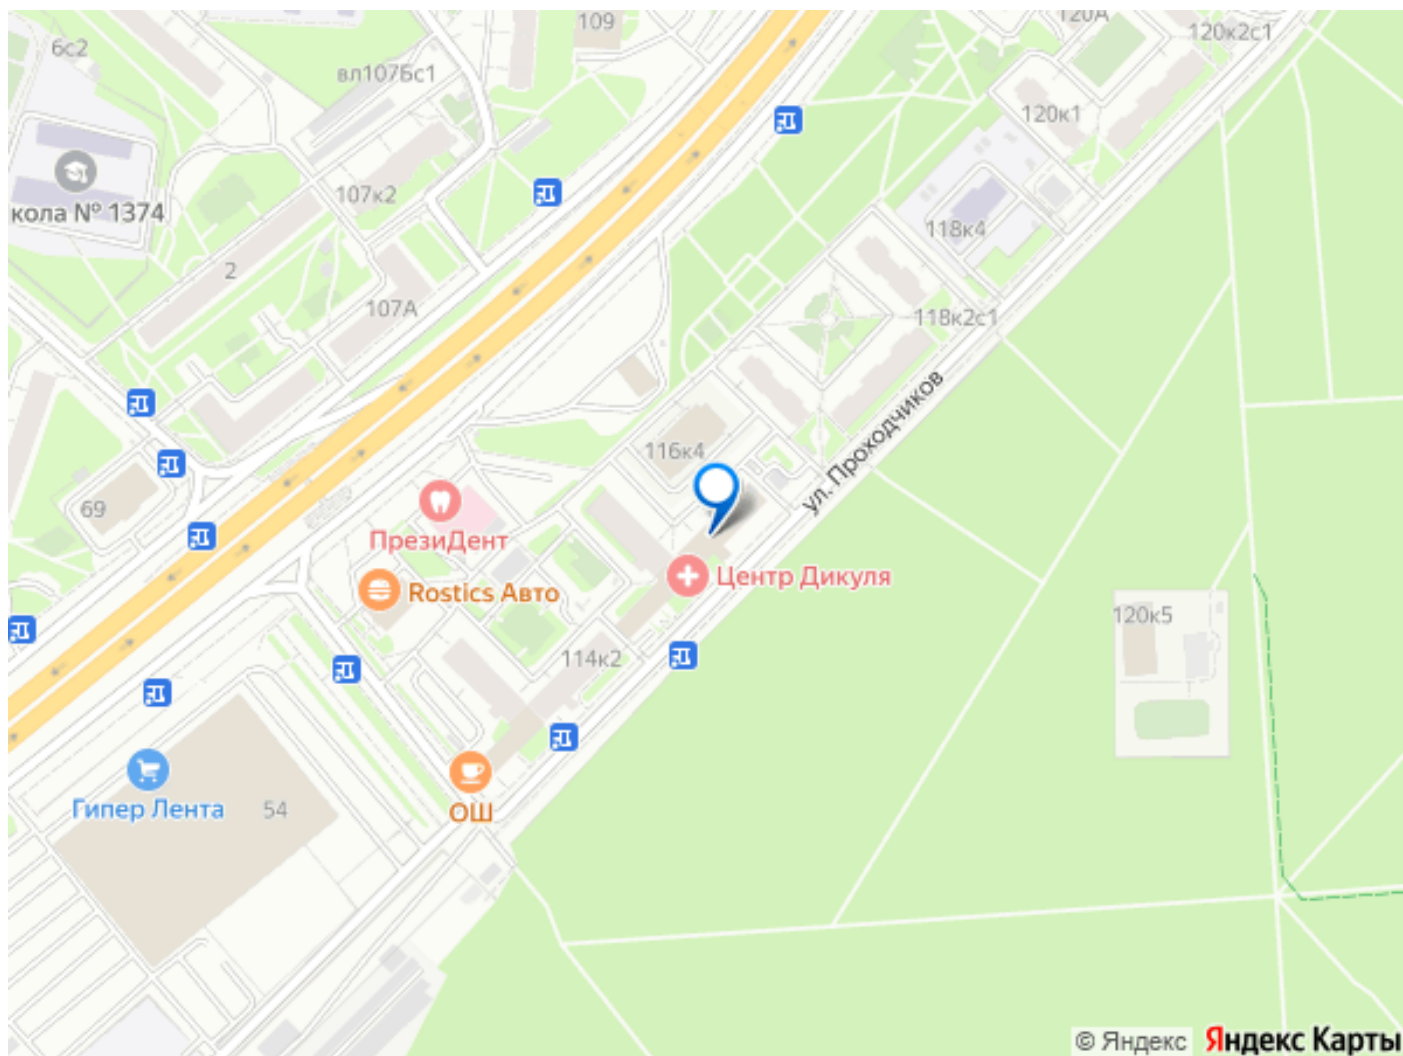 120А
109
120к2с1
6с2
вл107Бс1
120к1
107к2
кола № 1374
118к4
2
107А
118к2с1
ул. Проходчиков
116к4
69
ПрезиДент
Центр Дикуля
Rostics Авто
120к5
114к2
Гипер Лента
54
ОШ
© Яндекс Яндекс Карты